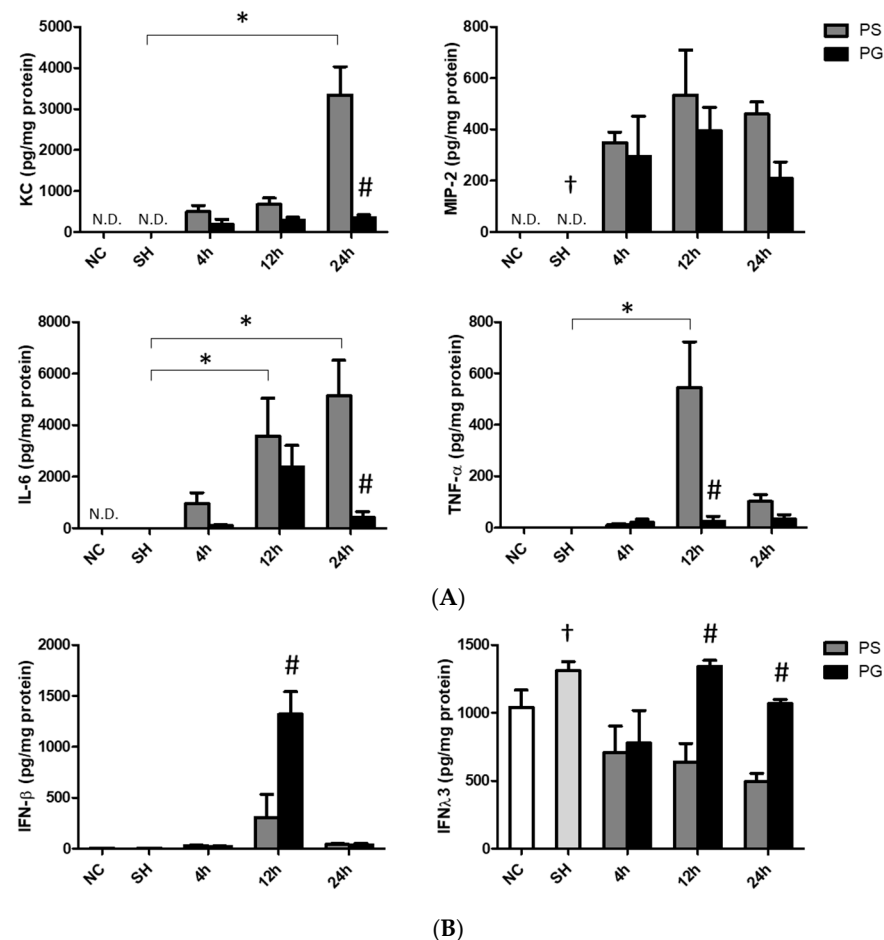 *
5000
4000
3000
2000
1000
0
KC (pg/mg protein)
N.D.
N.D.
#
NC
SH
4h
12h
24h
800
600
400
200
0
MIP-2 (pg/mg protein)
N.D.
†
N.D.
NC
SH
4h
12h
24h
PS
PG
8000
6000
4000
2000
0
IL-6 (pg/mg protein)
*
*
N.D.
#
NC
SH
4h
12h
24h
800
600
400
200
0
TNF-α (pg/mg protein)
*
#
NC
SH
4h
12h
24h
(A)
2000
1500
1000
500
0
IFN-β (pg/mg protein)
#
NC
SH
4h
12h
24h
1500
1000
500
0
IFNλ3 (pg/mg protein)
†
#
#
NC
SH
4h
12h
24h
PS
PG
(B)